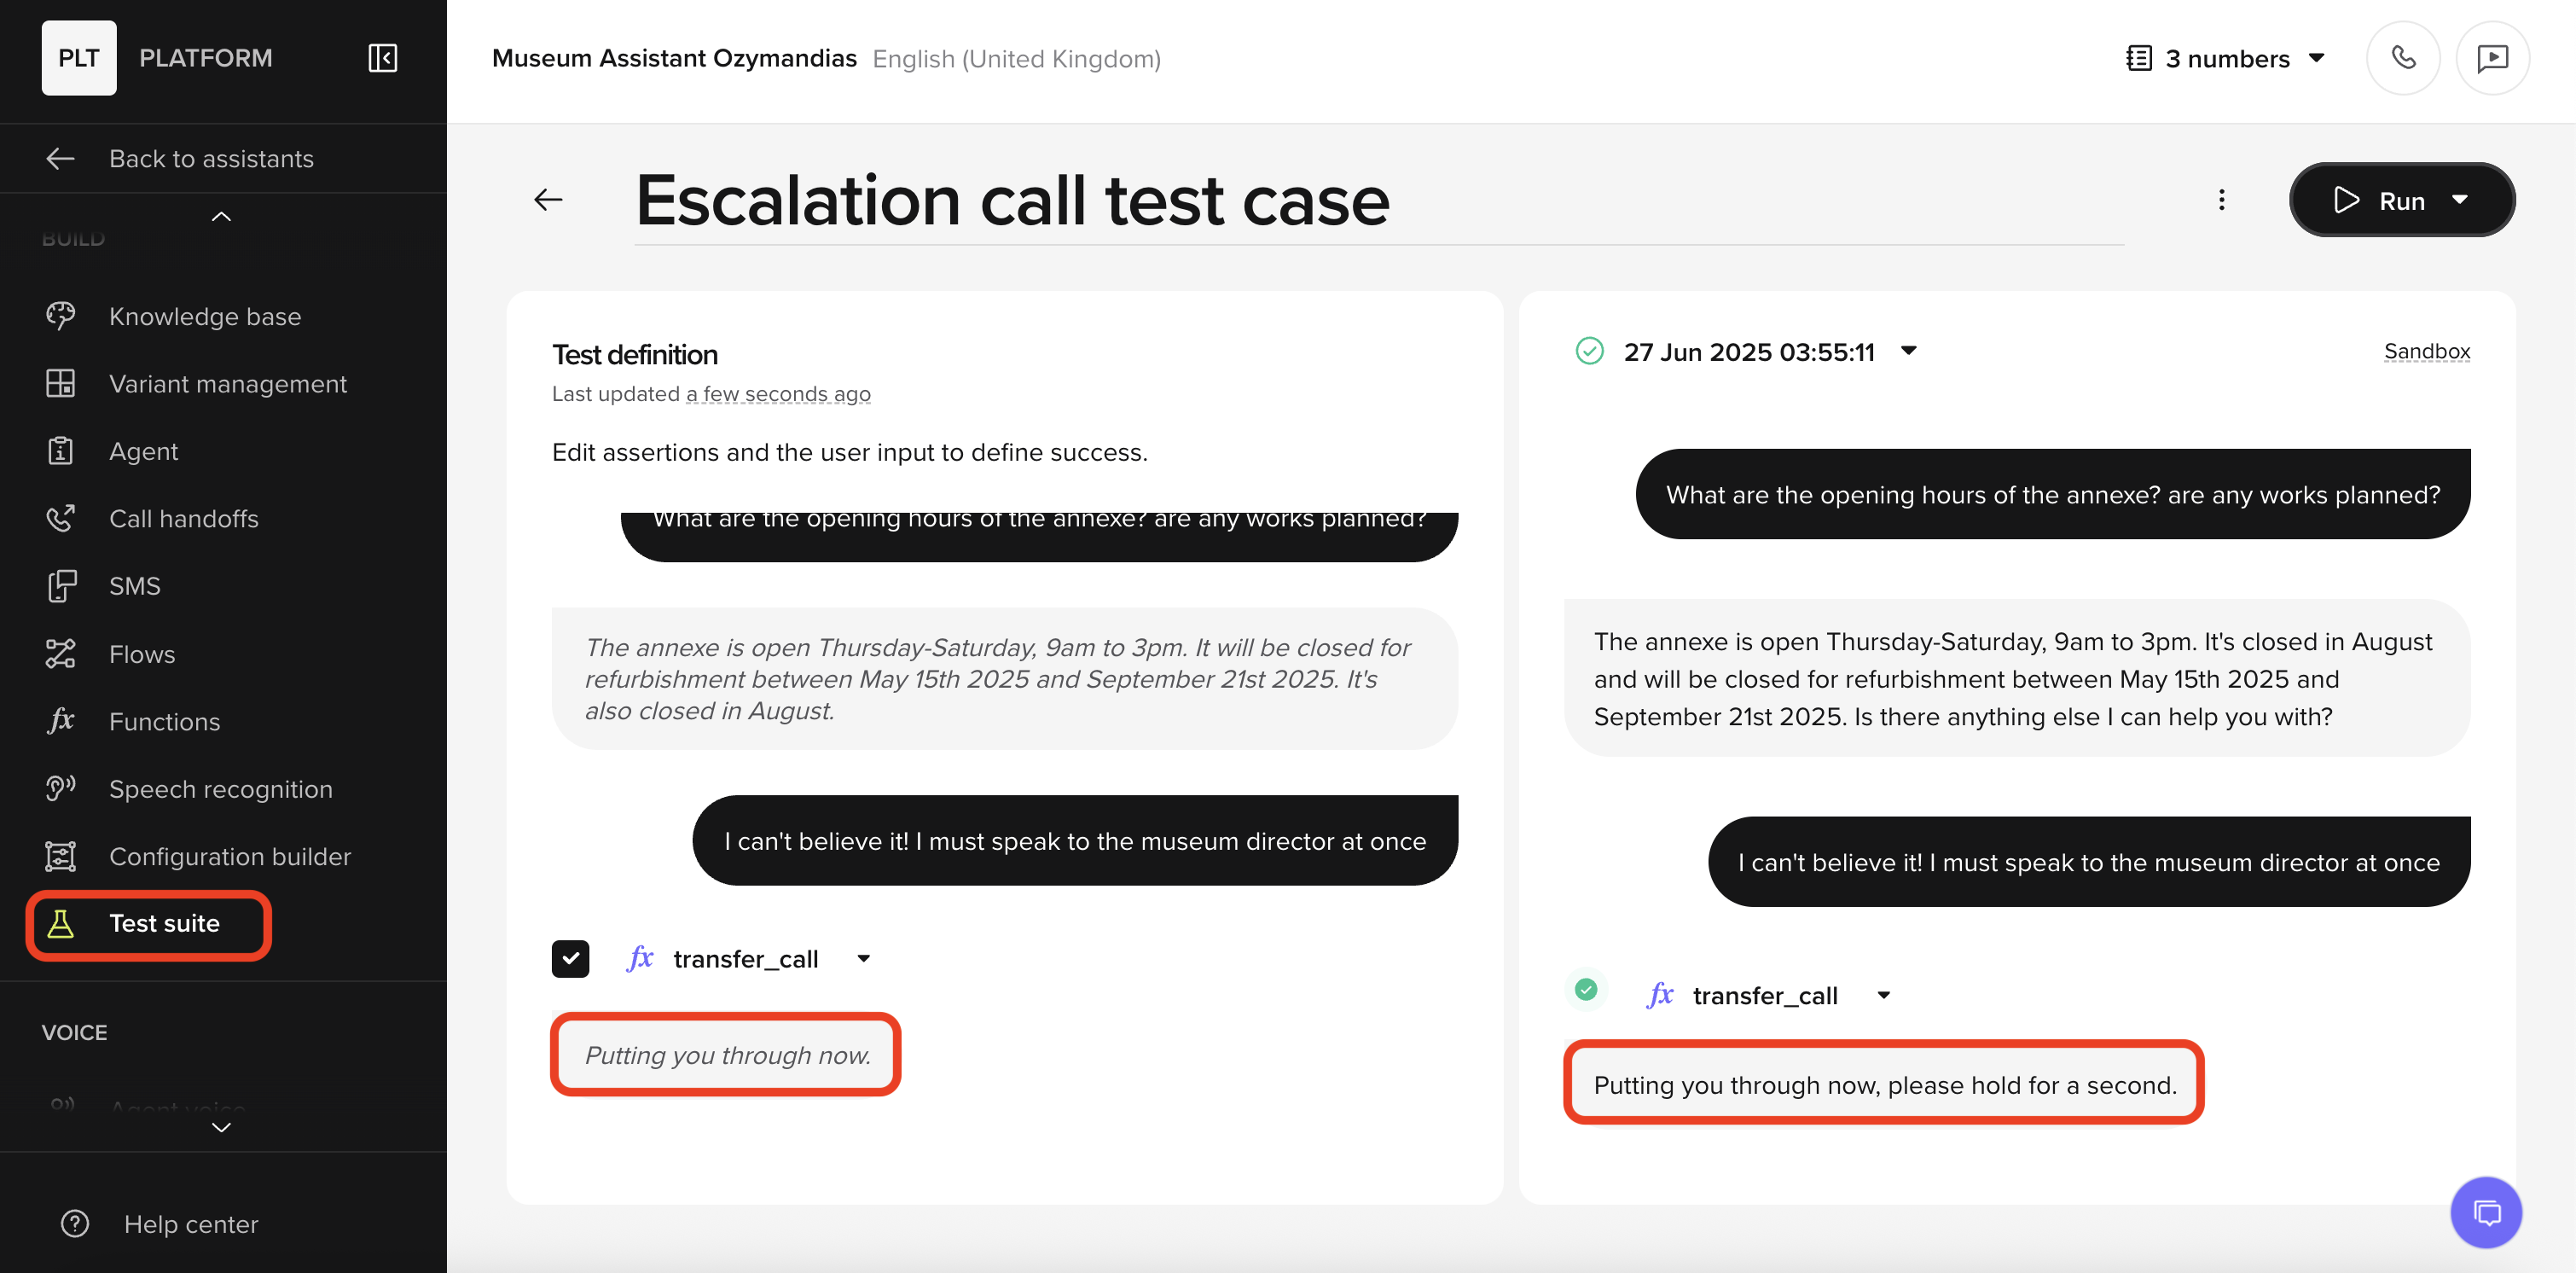 PLT PLATFORM
Back to assistants
BUILD
Knowledge base
Variant management
Agent
Call handoffs
SMS
Flows
fx Functions
Speech recognition
Configuration builder
Test suite
VOICE
Agent voice
Help center
Museum Assistant Ozymandias English (United Kingdom)
3 numbers
Escalation call test case
Run
Test definition
Last updated a few seconds ago
Edit assertions and the user input to define success.
What are the opening hours of the annexe? are any works planned?
The annexe is open Thursday-Saturday, 9am to 3pm. It will be closed for
refurbishment between May 15th 2025 and September 21st 2025. It's
also closed in August.
I can't believe it! I must speak to the museum director at once
fx transfer_call
Putting you through now.
27 Jun 2025 03:55:11
Sandbox
What are the opening hours of the annexe? are any works planned?
The annexe is open Thursday-Saturday, 9am to 3pm. It's closed in August
and will be closed for refurbishment between May 15th 2025 and
September 21st 2025. Is there anything else I can help you with?
I can't believe it! I must speak to the museum director at once
fx transfer_call
Putting you through now, please hold for a second.